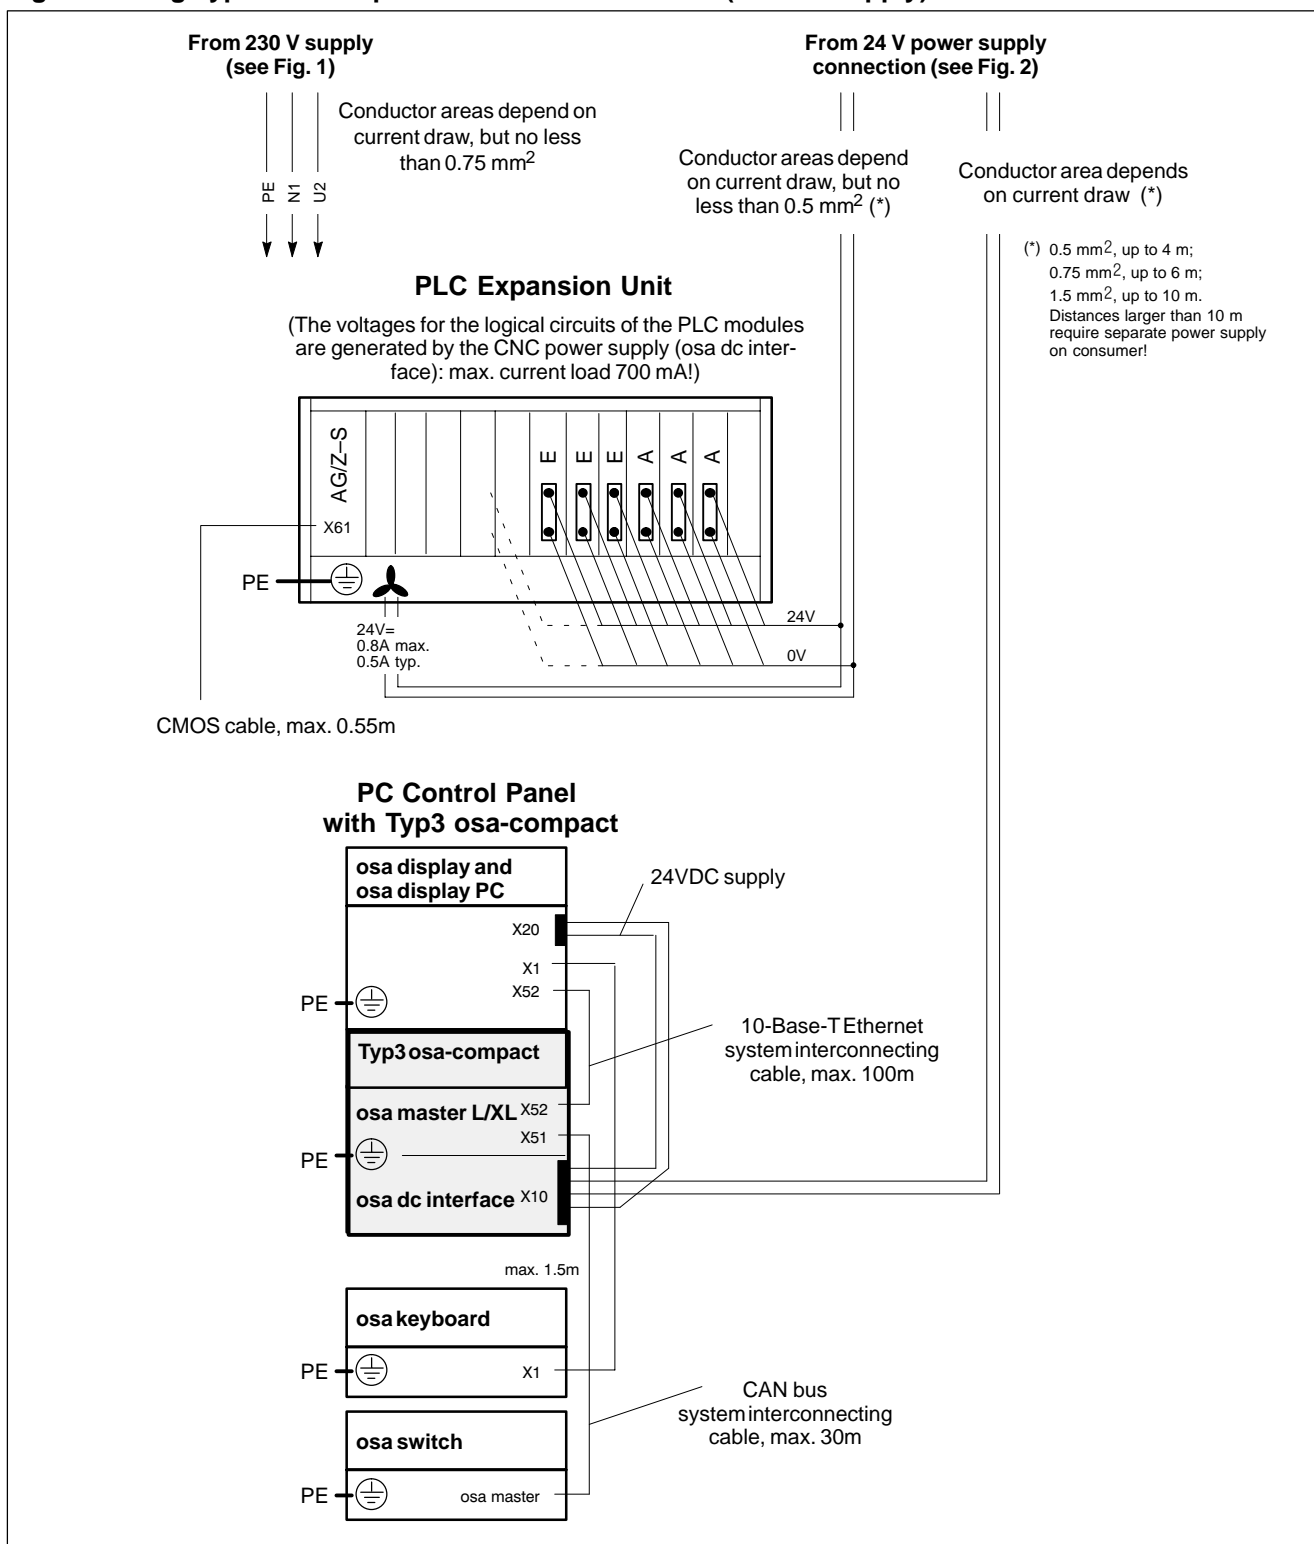 From 230 V supply
(see Fig. 1)
From 24 V power supply
connection (see Fig. 2)
Conductor areas depend on
current draw, but no less
than 0.75 mm²
PE
N1
U2
Conductor areas depend
on current draw, but no
less than 0.5 mm² (*)
Conductor area depends
on current draw (*)
(*) 0.5 mm², up to 4 m;
0.75 mm², up to 6 m;
1.5 mm², up to 10 m.
Distances larger than 10 m
require separate power supply
on consumer!
PLC Expansion Unit
(The voltages for the logical circuits of the PLC modules
are generated by the CNC power supply (osa dc inter-
face): max. current load 700 mA!)
AG/Z–S
E E E A A A
X61
PE
24V=
0.8A max.
0.5A typ.
24V
0V
CMOS cable, max. 0.55m
PC Control Panel
with Typ3 osa-compact
osa display and
osa display PC
24VDC supply
X20
X1
X52
PE
10-Base-T Ethernet
system interconnecting
cable, max. 100m
Typ3 osa-compact
osa master L/XL X52
X51
PE
osa dc interface X10
max. 1.5m
osa keyboard
PE
X1
CAN bus
system interconnecting
cable, max. 30m
osa switch
PE
osa master